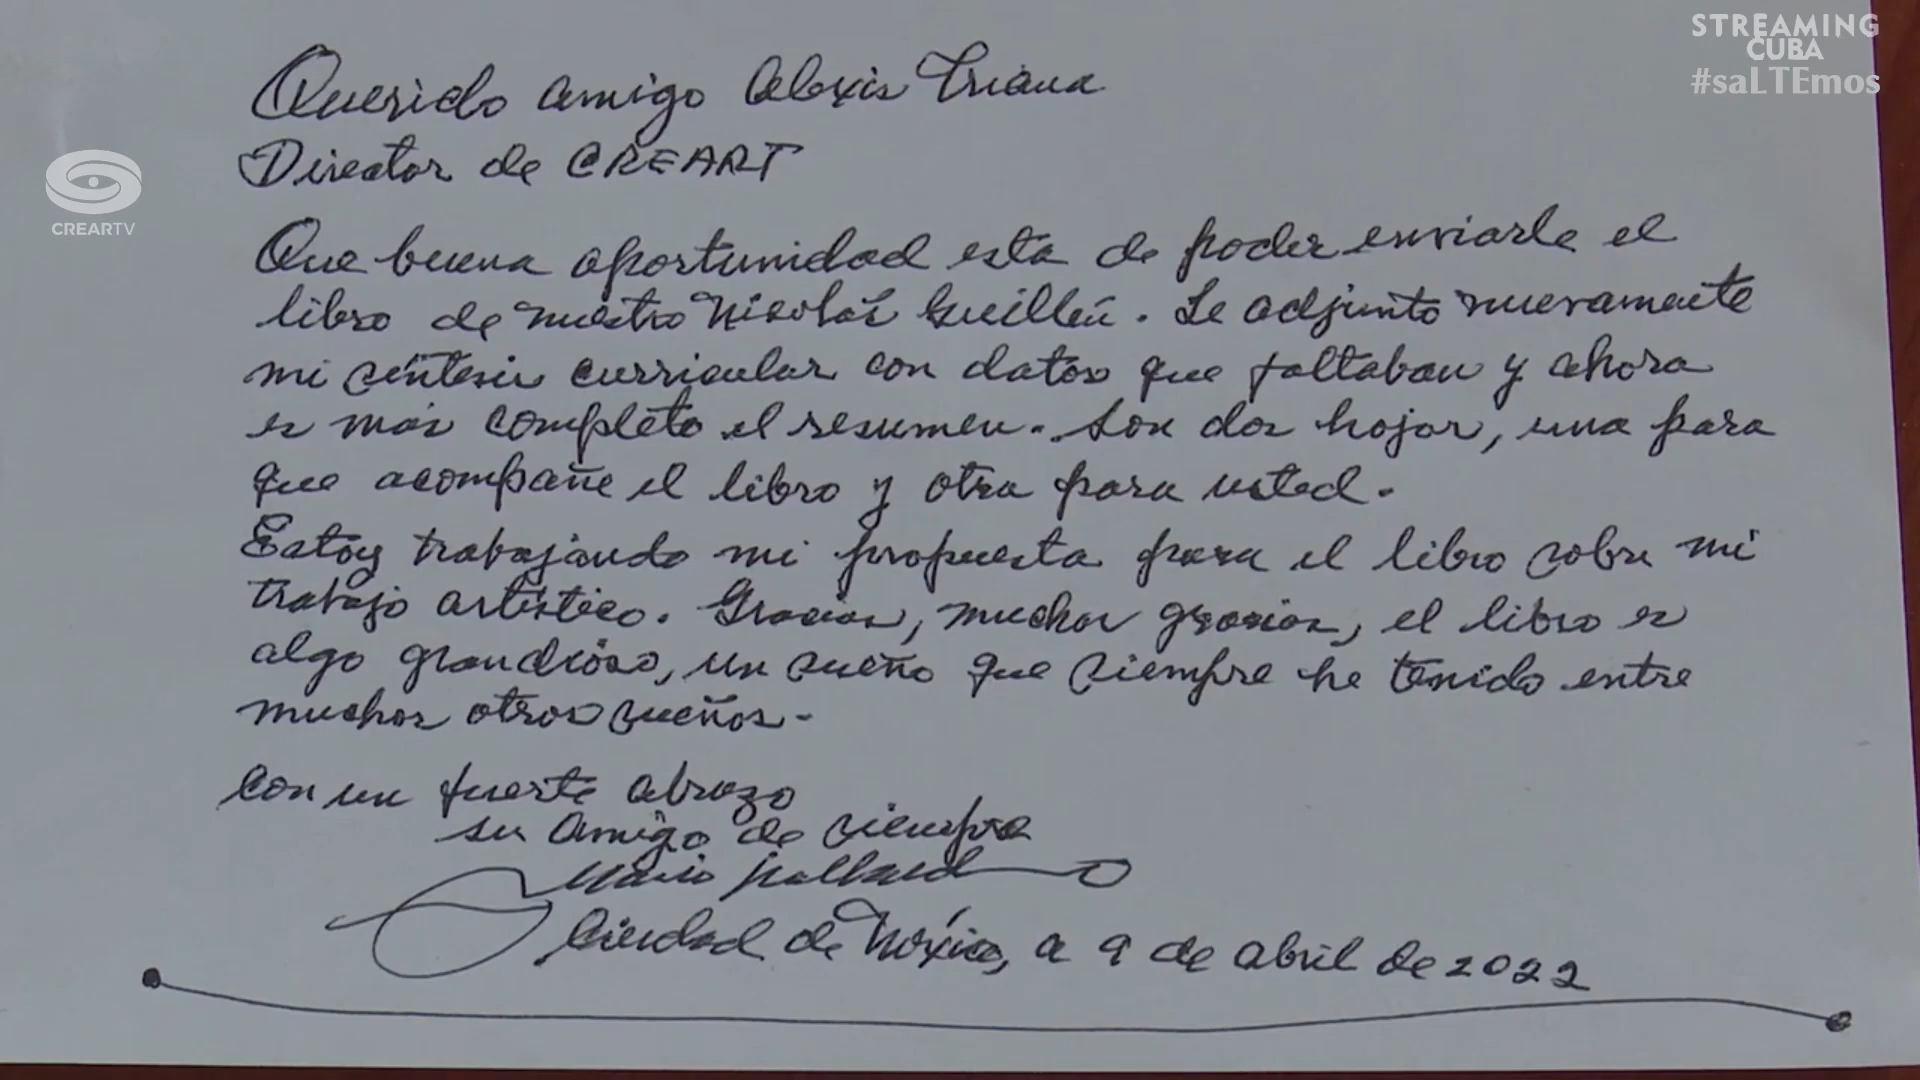 STREAMING
CUBA
#saLTEmos
CREARTV
Querido amigo Alexis Triana
Director de CREART
Que buena oportunidad esta de poder enviarle el
libro de nuestro Nicolás Guillén. Le adjunto nuevamente
mi síntesis curricular con datos que faltaban y ahora
es más completo el resumen. Son dos hojas, una para
que acompañe el libro y otra para usted.
Estoy trabajando mi propuesta para el libro sobre mi
trabajo artístico. Gracias, muchas gracias, el libro es
algo grandioso, un sueño que siempre he tenido entre
muchos otros sueños.
con un fuerte abrazo
su amigo de siempre
Mario Gallardo
Ciudad de México, a 9 de abril de 2022